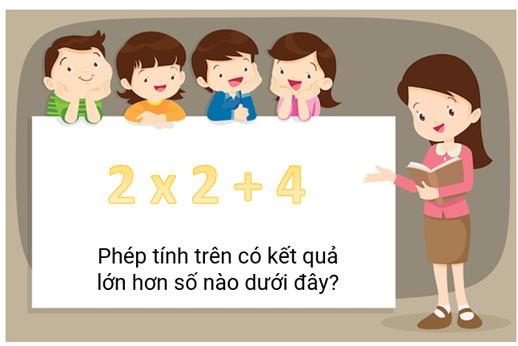 2 x 2 + 4
Phép tính trên có kết quả
lớn hơn số nào dưới đây?